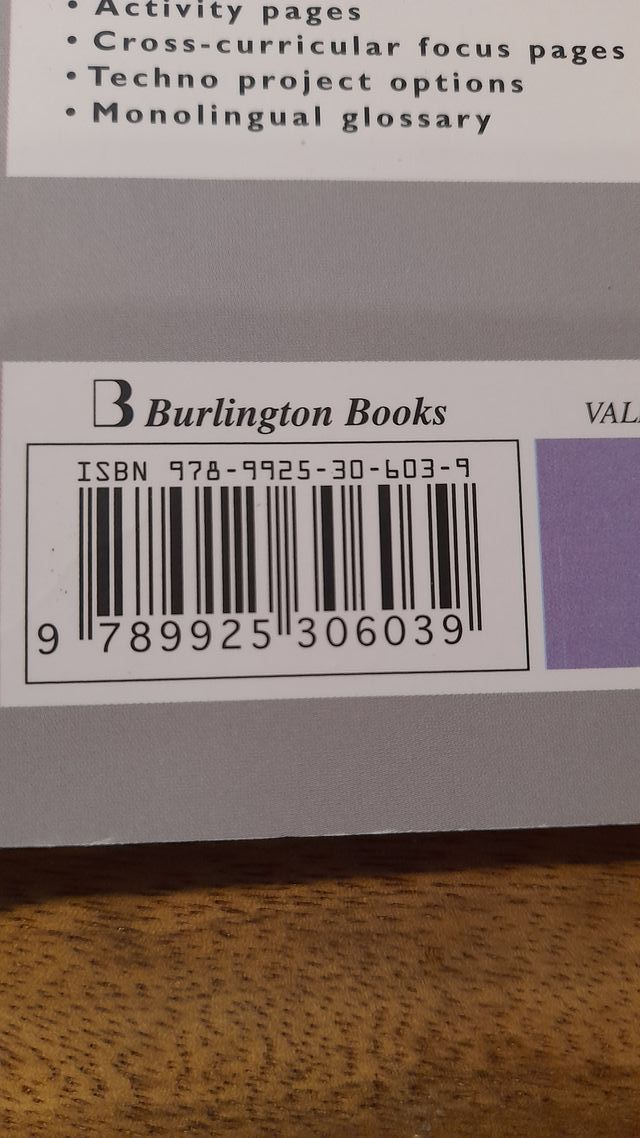 • Activity pages
• Cross-curricular focus pages
• Techno project options
• Monolingual glossary
B Burlington Books
ISBN 978-9925-30-603-9
9 789925 306039